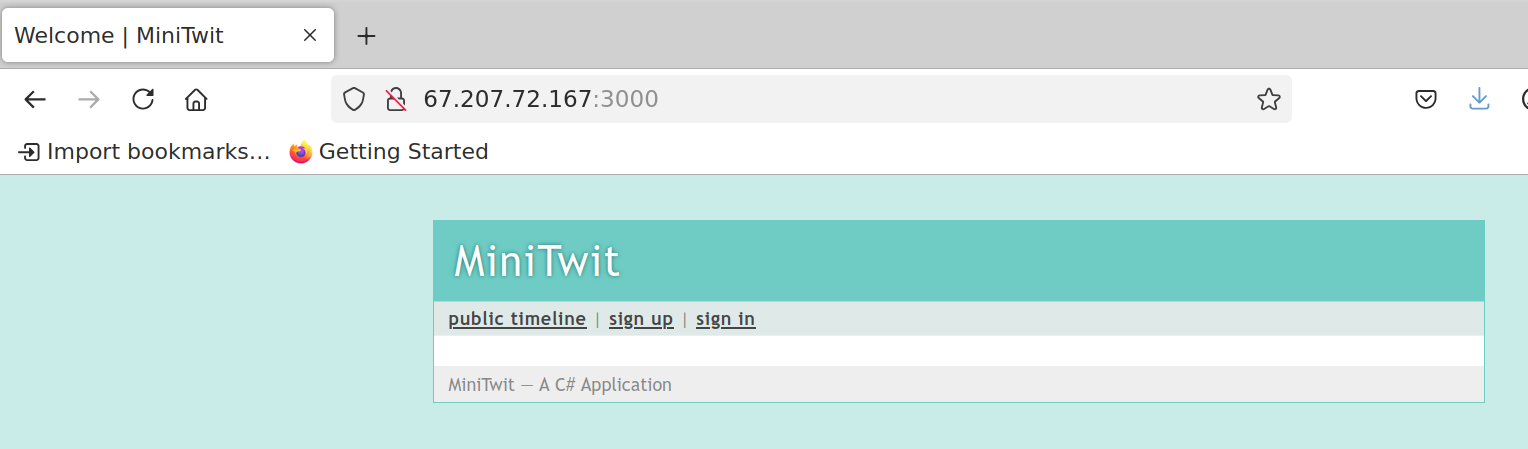 Welcome | MiniTwit
67.207.72.167:3000
Import bookmarks... Getting Started
MiniTwit
public timeline | sign up | sign in
MiniTwit — A C# Application